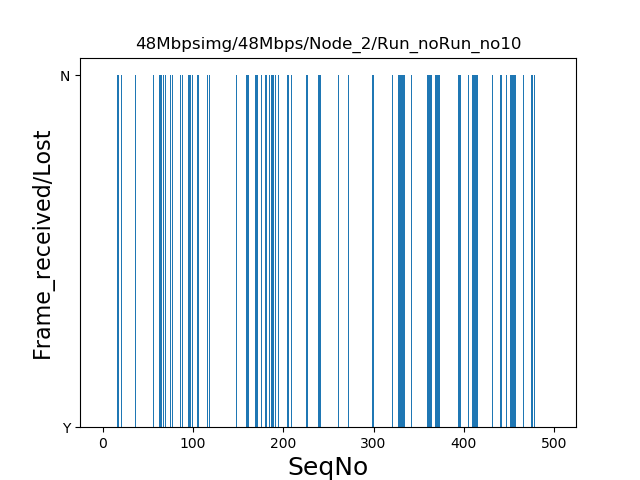 48Mbpsimg/48Mbps/Node_2/Run_noRun_no10
N
Frame_received/Lost
Y
0 100 200 300 400 500
SeqNo